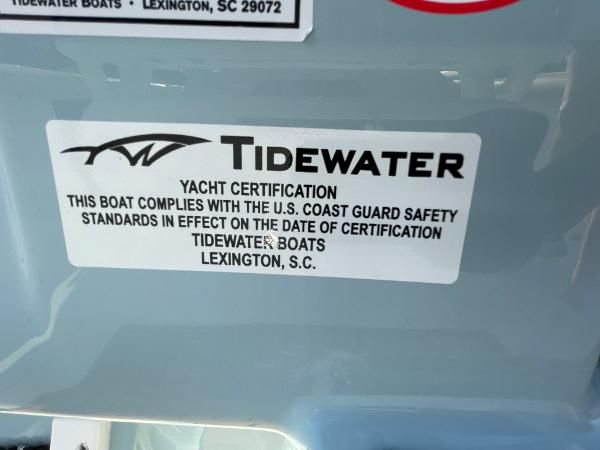 TIDEWATER BOATS • LEXINGTON, SC 29072
TIDEWATER
YACHT CERTIFICATION
THIS BOAT COMPLIES WITH THE U.S. COAST GUARD SAFETY
STANDARDS IN EFFECT ON THE DATE OF CERTIFICATION
TIDEWATER BOATS
LEXINGTON, S.C.